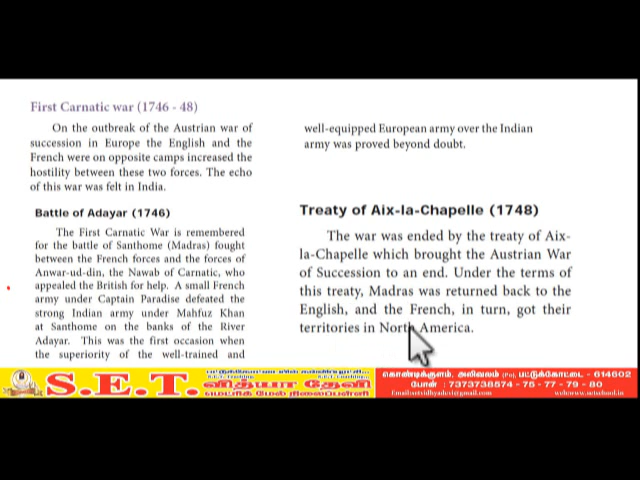 First Carnatic war (1746 - 48)
On the outbreak of the Austrian war of
succession in Europe the English and the
French were on opposite camps increased the
hostility between these two forces. The echo
of this war was felt in India.
Battle of Adayar (1746)
The First Carnatic War is remembered
for the battle of Santhome (Madras) fought
between the French forces and the forces of
Anwar-ud-din, the Nawab of Carnatic, who
appealed the British for help. A small French
army under Captain Paradise defeated the
strong Indian army under Mahfuz Khan
at Santhome on the banks of the River
Adayar. This was the first occasion when
the superiority of the well-trained and
well-equipped European army over the Indian
army was proved beyond doubt.
Treaty of Aix-la-Chapelle (1748)
The war was ended by the treaty of Aix-
la-Chapelle which brought the Austrian War
of Succession to an end. Under the terms of
this treaty, Madras was returned back to the
English, and the French, in turn, got their
territories in North America.
S.E.T.
வித்யா தேவி
மெட்ரிக் மேல் நிலைப்பள்ளி
கொண்டிகுளம், அலிவலம் (Po), பட்டுக்கோட்டை - 614602
போன் : 7373738874 - 75 - 77 - 79 - 80